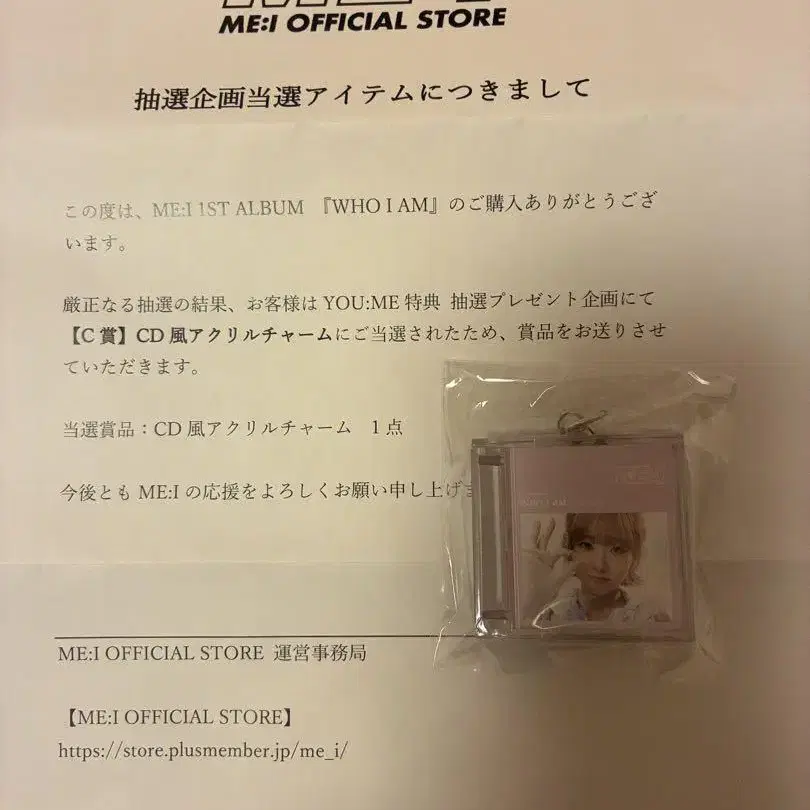 ME:I OFFICIAL STORE
抽選企画当選アイテムにつきまして
この度は、ME:I 1ST ALBUM 『WHO I AM』のご購入ありがとうござ
います。
厳正なる抽選の結果、お客様は YOU:ME 特典 抽選プレゼント企画にて
【C 賞】CD 風アクリルチャームにご当選されたため、賞品をお送りさせ
ていただきます。
当選賞品：CD 風アクリルチャーム 1 点
今後とも ME:I の応援をよろしくお願い申し上げま
ME:I OFFICIAL STORE 運営事務局
【ME:I OFFICIAL STORE】
https://store.plusmember.jp/me_i/